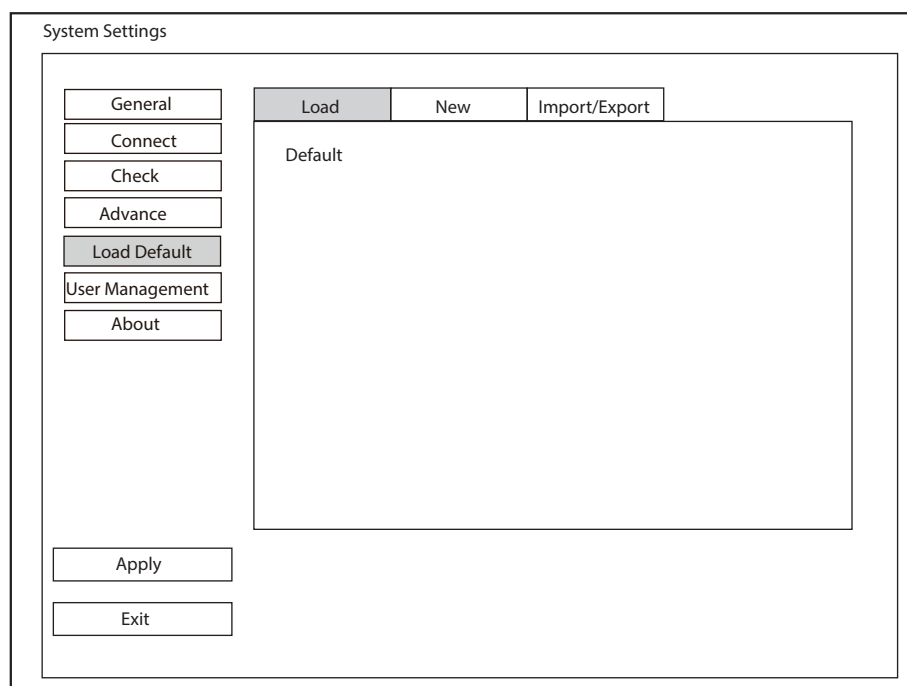 System Settings
General
Connect
Check
Advance
Load Default
User Management
About
Load
New
Import/Export
Default
Apply
Exit